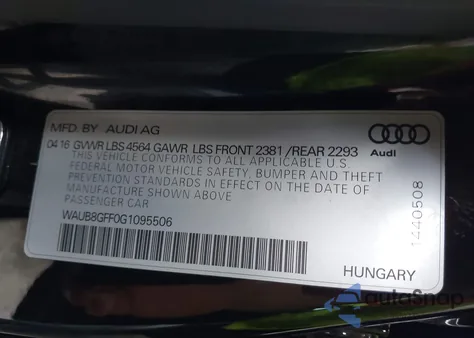 MFD. BY AUDI AG
04 16 GVWR LBS 4564 GAWR LBS FRONT 2381 /REAR 2293
THIS VEHICLE CONFORMS TO ALL APPLICABLE U.S
FEDERAL MOTOR VEHICLE SAFETY, BUMPER AND THEFT
PREVENTION STANDARDS IN EFFECT ON THE DATE
MANUFACTURE SHOWN ABOVE
PASSENGER CAR
WAUB8GFF0G1095506
Audi
1440508
HUNGARY
autoSnap